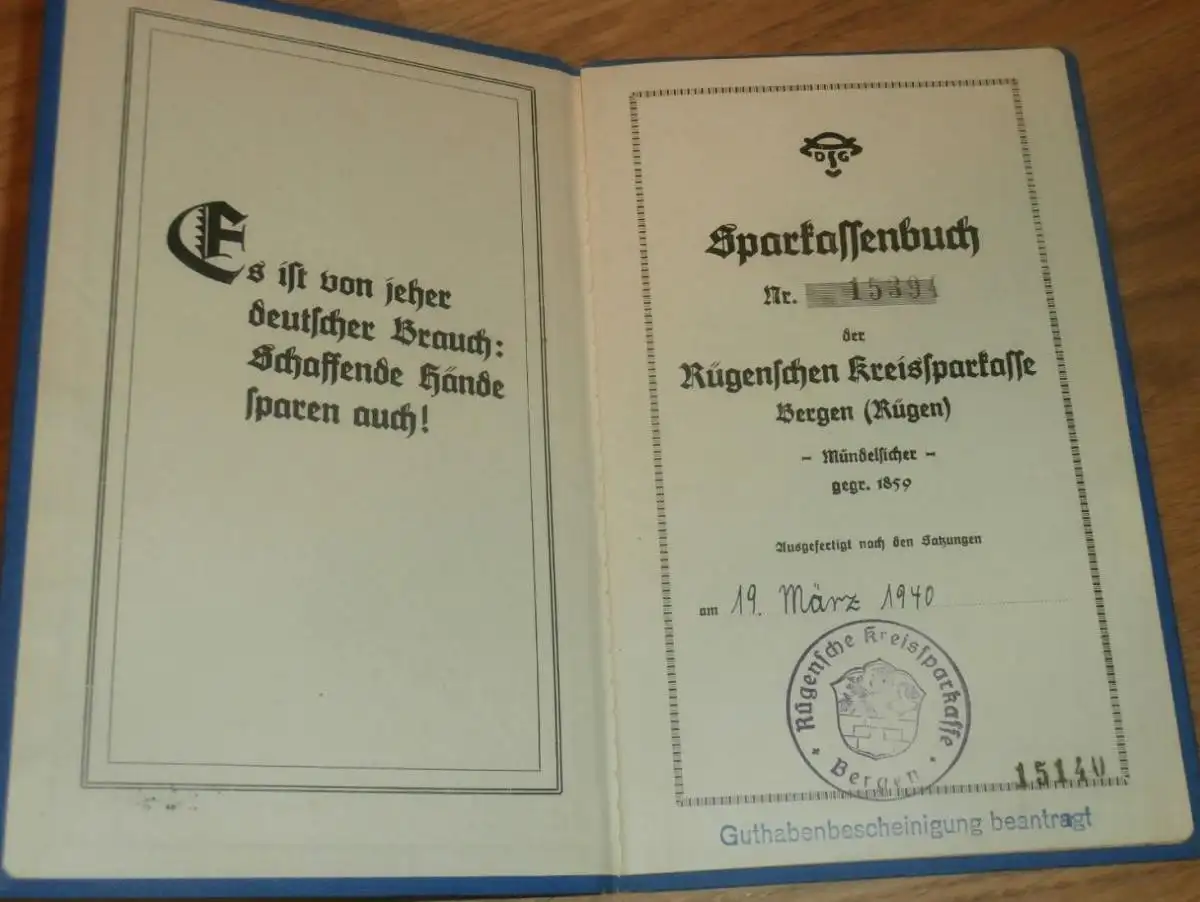 Es ist von jeher
deutscher Brauch:
Schaffende Hände
sparen auch!
DSG
Sparkassenbuch
Nr. 15394
der
Rügenschen Kreissparkasse
Bergen (Rügen)
- Mündelsicher -
gegr. 1859
Ausgefertigt nach den Satzungen
am 19. März 1940
Rügensche Kreissparkasse
Bergen
15140
Guthabenbescheinigung beantragt